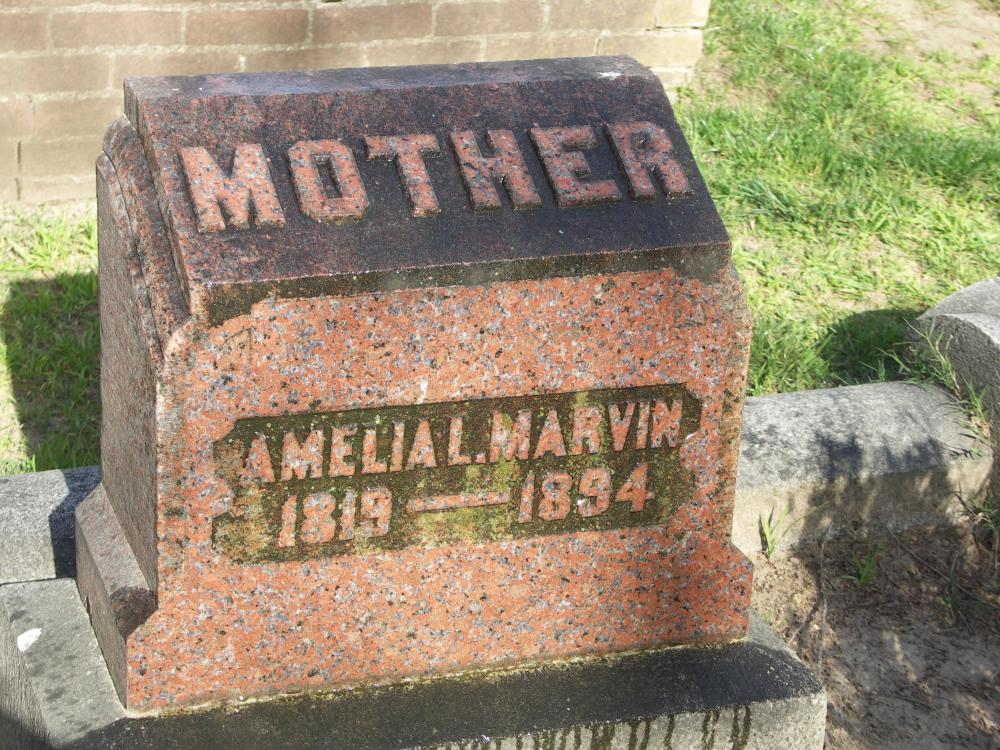 MOTHER
AMELIA L. MARVIN
1819 — 1894